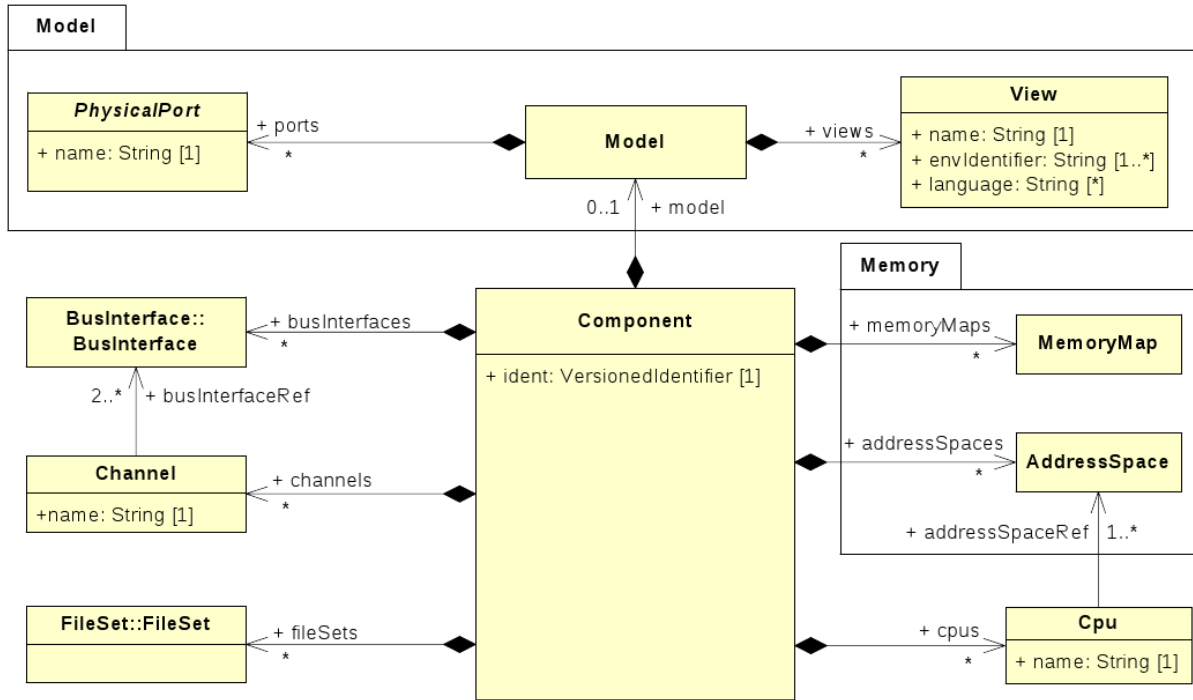 Model
PhysicalPort
+ name: String [1]
+ ports
*
Model
+ views
*
View
+ name: String [1]
+ envIdentifier: String [1..*]
+ language: String [*]
0..1
+ model
BusInterface::
BusInterface
+ busInterfaces
*
Component
+ ident: VersionedIdentifier [1]
Memory
+ memoryMaps
*
MemoryMap
2..*
+ busInterfaceRef
+ addressSpaces
*
AddressSpace
Channel
+name: String [1]
+ channels
*
+ addressSpaceRef
1..*
FileSet::FileSet
+ fileSets
*
+ cpus
*
Cpu
+ name: String [1]